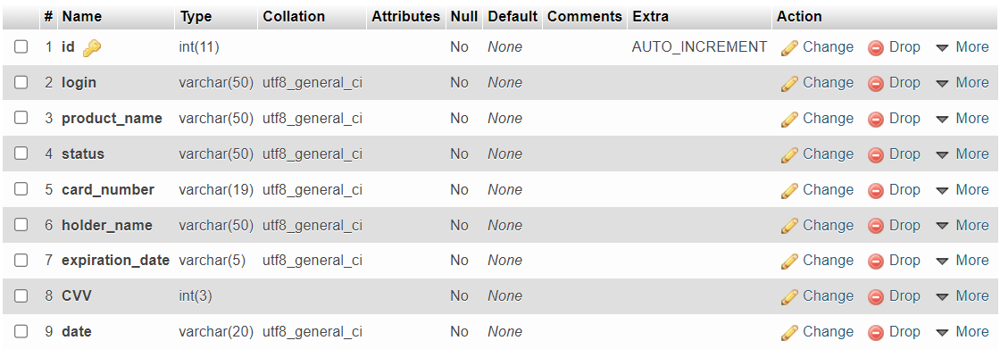 # Name Type Collation Attributes Null Default Comments Extra Action
1 id int(11) No None AUTO_INCREMENT Change Drop More
2 login varchar(50) utf8_general_ci No None Change Drop More
3 product_name varchar(50) utf8_general_ci No None Change Drop More
4 status varchar(50) utf8_general_ci No None Change Drop More
5 card_number varchar(19) utf8_general_ci No None Change Drop More
6 holder_name varchar(50) utf8_general_ci No None Change Drop More
7 expiration_date varchar(5) utf8_general_ci No None Change Drop More
8 CVV int(3) No None Change Drop More
9 date varchar(20) utf8_general_ci No None Change Drop More